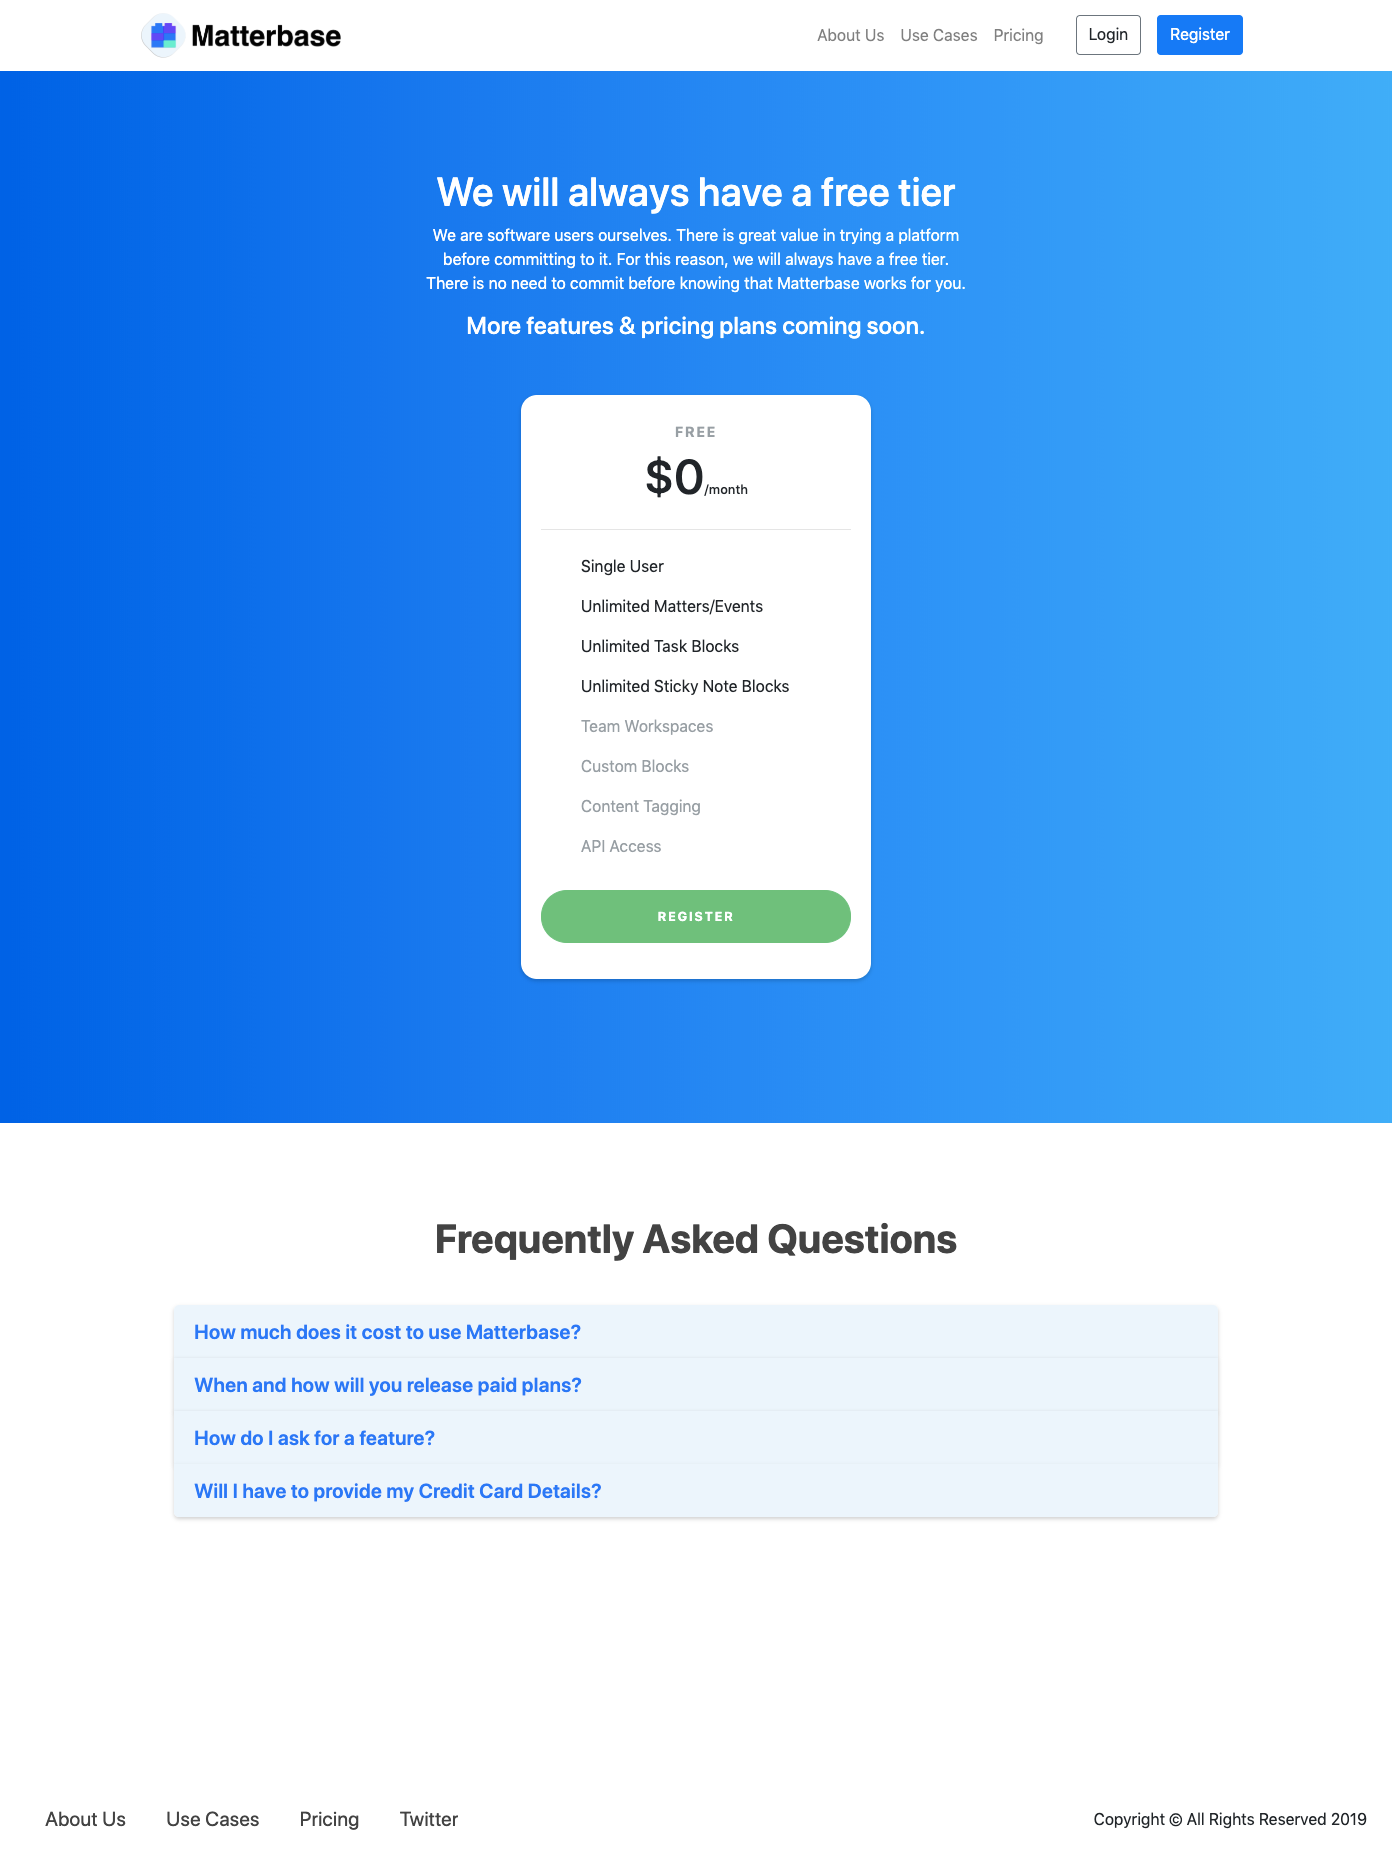 Matterbase
About Us Use Cases Pricing Login Register
We will always have a free tier
We are software users ourselves. There is great value in trying a platform
before committing to it. For this reason, we will always have a free tier.
There is no need to commit before knowing that Matterbase works for you.
More features & pricing plans coming soon.
FREE
$0/month
Single User
Unlimited Matters/Events
Unlimited Task Blocks
Unlimited Sticky Note Blocks
Team Workspaces
Custom Blocks
Content Tagging
API Access
REGISTER
Frequently Asked Questions
How much does it cost to use Matterbase?
When and how will you release paid plans?
How do I ask for a feature?
Will I have to provide my Credit Card Details?
About Us Use Cases Pricing Twitter
Copyright © All Rights Reserved 2019